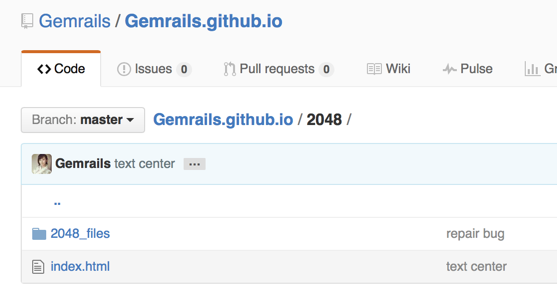 Gemrails / Gemrails.github.io
Code Issues 0 Pull requests 0 Wiki Pulse
Branch: master Gemrails.github.io / 2048 /
Gemrails text center ...
..
2048_files repair bug
index.html text center